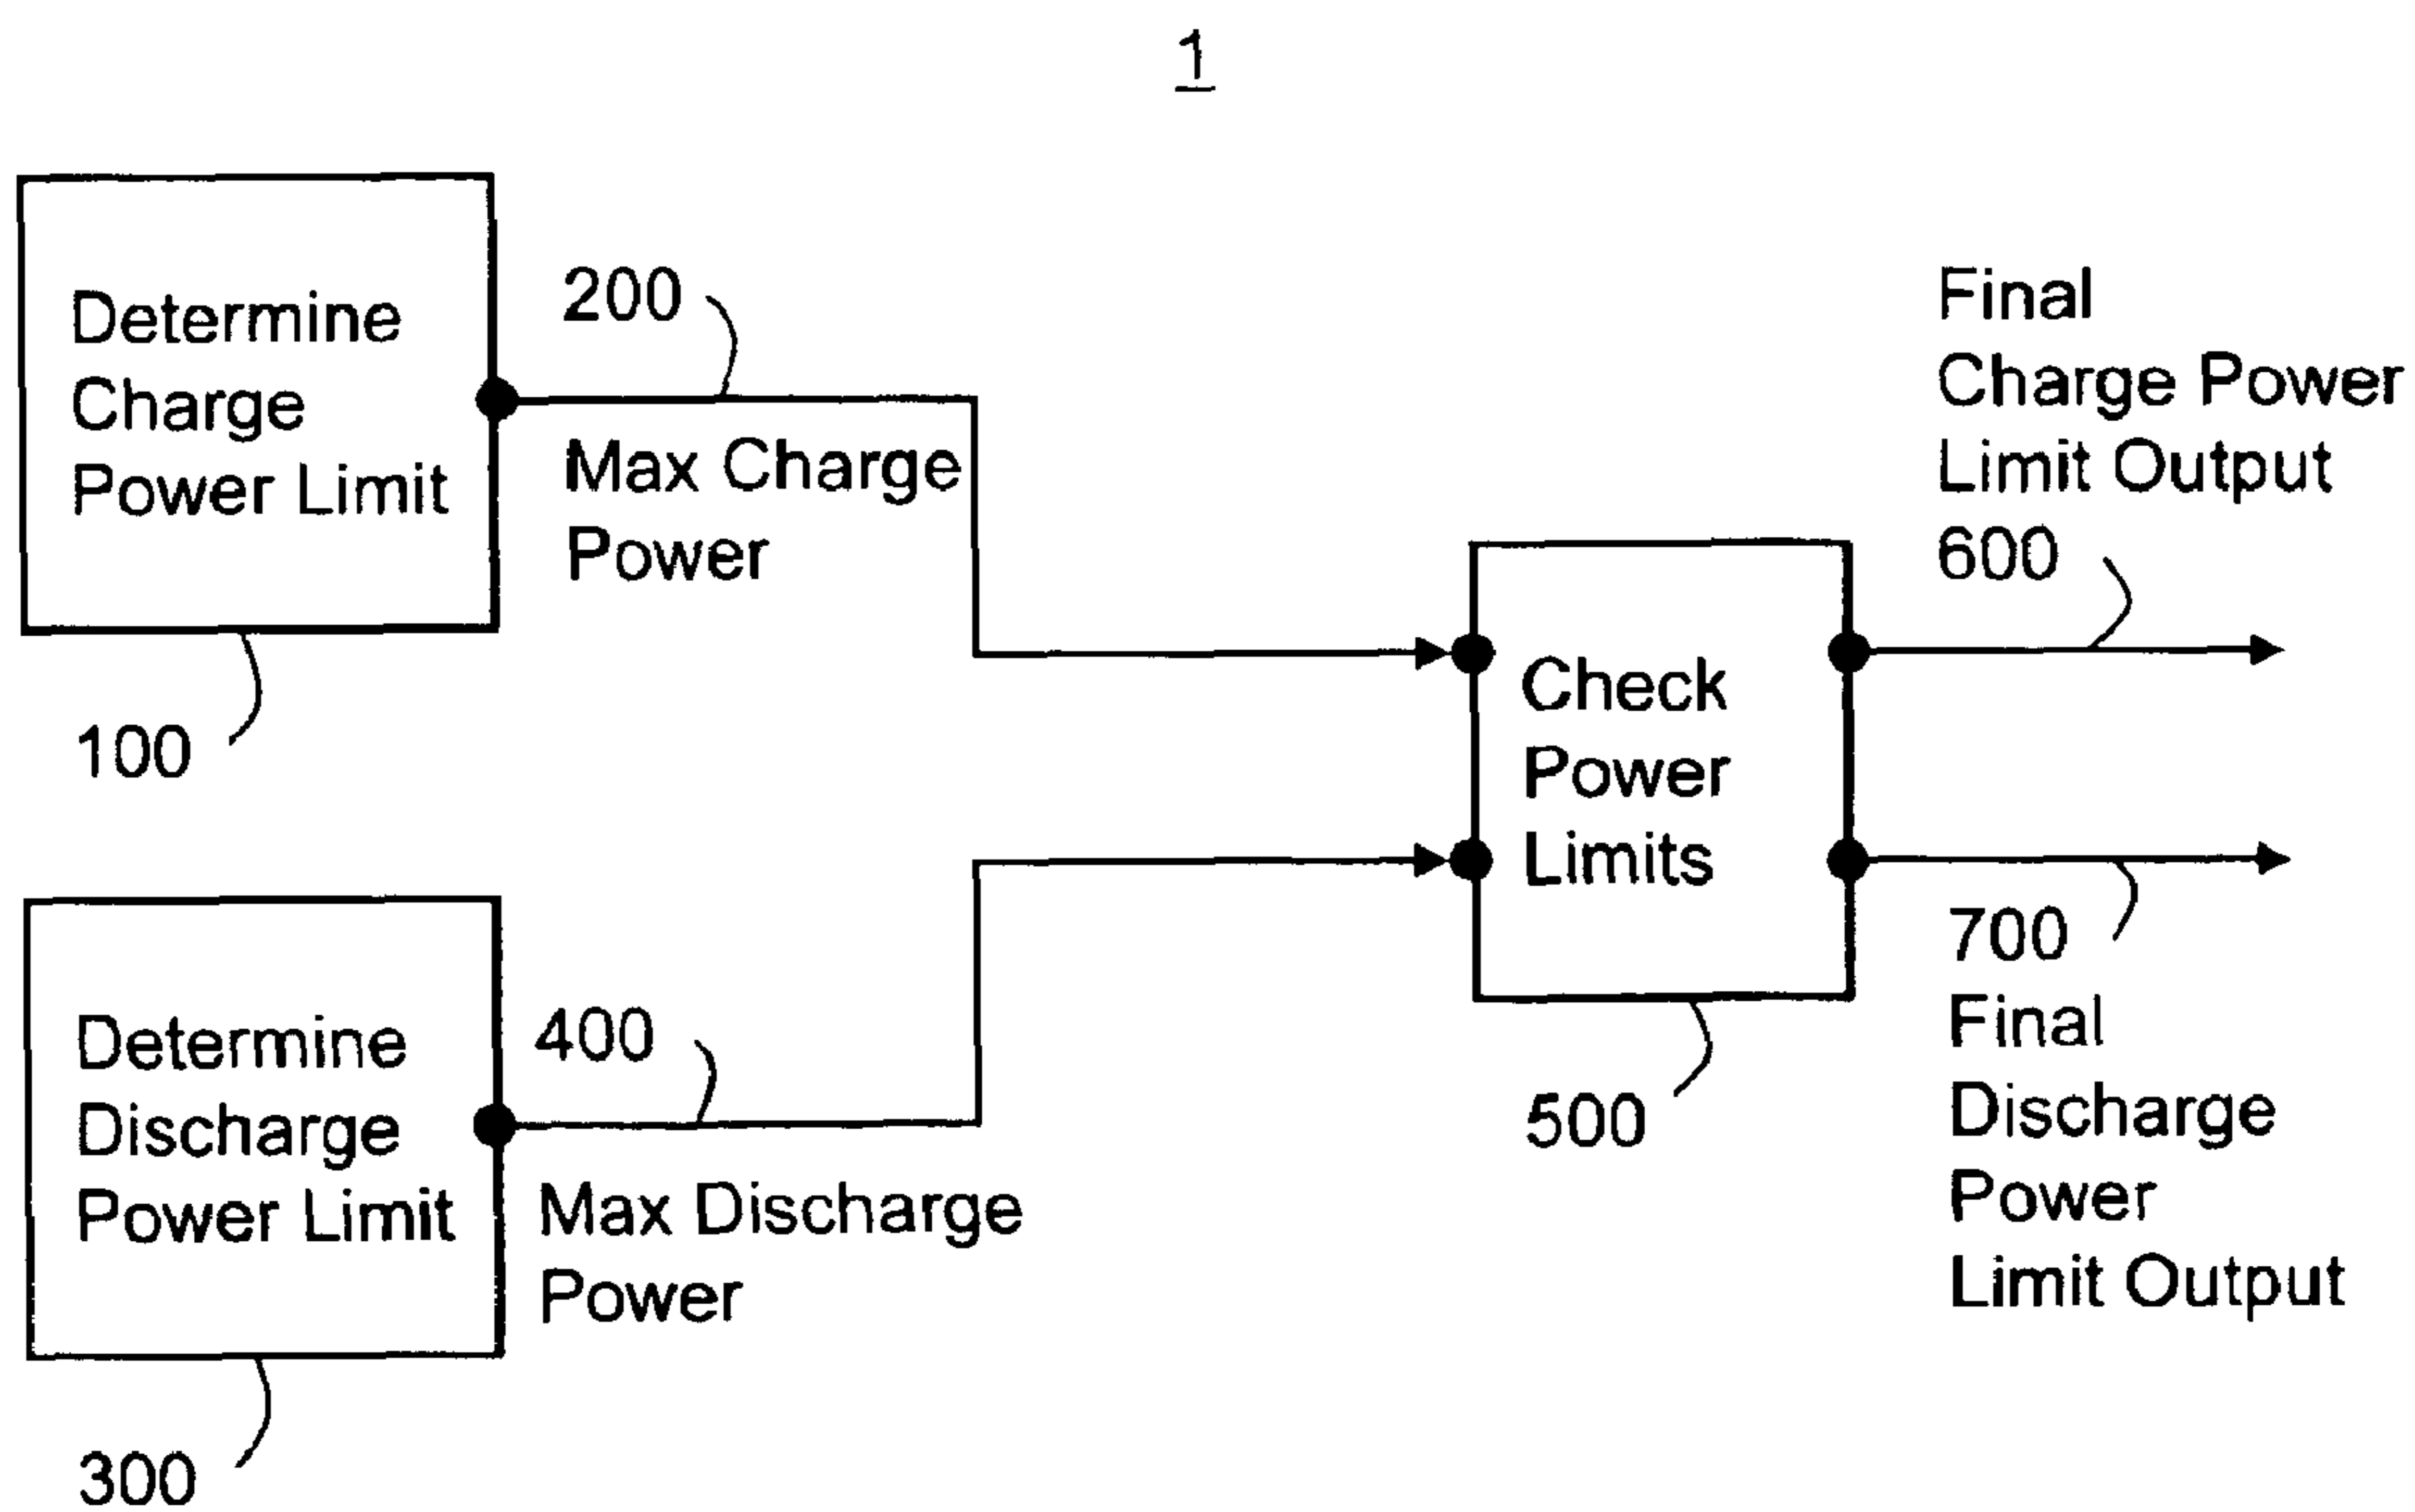 1
Determine
Charge
Power Limit
100
200
Max Charge
Power
Determine
Discharge
Power Limit
300
400
Max Discharge
Power
Check
Power
Limits
500
Final
Charge Power
Limit Output
600
700
Final
Discharge
Power
Limit Output